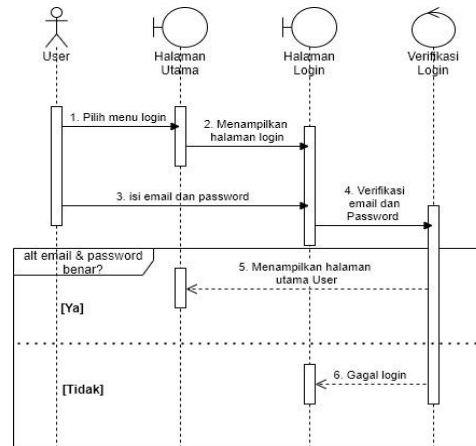 User
Halaman
Utama
Halaman
Login
Verifikasi
Login
1. Pilih menu login
2. Menampilkan
halaman login
3. isi email dan password
4. Verifikasi
email dan
Password
alt email & password
benar?
5. Menampilkan halaman
utama User
[Ya]
6. Gagal login
[Tidak]